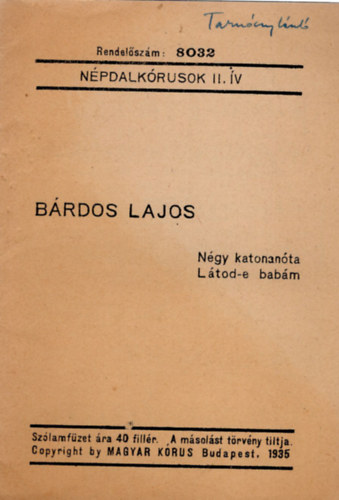 Rendelőszám: 8032
NÉPDALKÓRUSOK II. ÍV
BÁRDOS LAJOS
Négy katonanóta
Látod-e babám
Szólamfüzet ára 40 fillér. A másolást törvény tiltja.
Copyright by MAGYAR KÓRUS Budapest, 1935